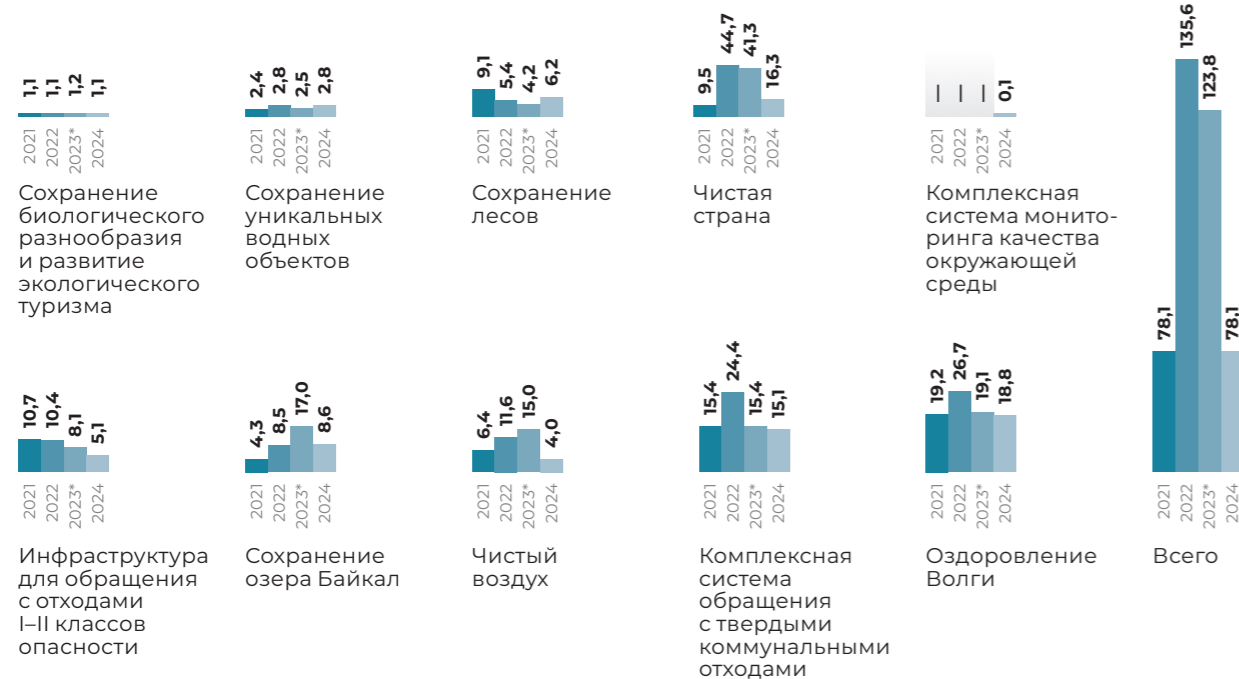 1,1 1,1 1,2 1,1
2021 2022 2023* 2024
Сохранение
биологического
разнообразия
и развитие
экологического
туризма
2,4 2,8 2,5 2,8
2021 2022 2023* 2024
Сохранение
уникальных
водных
объектов
9,1 5,4 4,2 6,2
2021 2022 2023* 2024
Сохранение
лесов
9,5 44,7 41,3 16,3
2021 2022 2023* 2024
Чистая
страна
— — — 0,1
2021 2022 2023* 2024
Комплексная
система монито-
ринга качества
окружающей
среды
10,7 10,4 8,1 5,1
2021 2022 2023* 2024
Инфраструктура
для обращения
с отходами
I–II классов
опасности
4,3 8,5 17,0 8,6
2021 2022 2023* 2024
Сохранение
озера Байкал
6,4 11,6 15,0 4,0
2021 2022 2023* 2024
Чистый
воздух
15,4 24,4 15,4 15,1
2021 2022 2023* 2024
Комплексная
система
обращения
с твердыми
коммунальными
отходами
19,2 26,7 19,1 18,8
2021 2022 2023* 2024
Оздоровление
Волги
78,1 135,6 123,8 78,1
2021 2022 2023* 2024
Всего